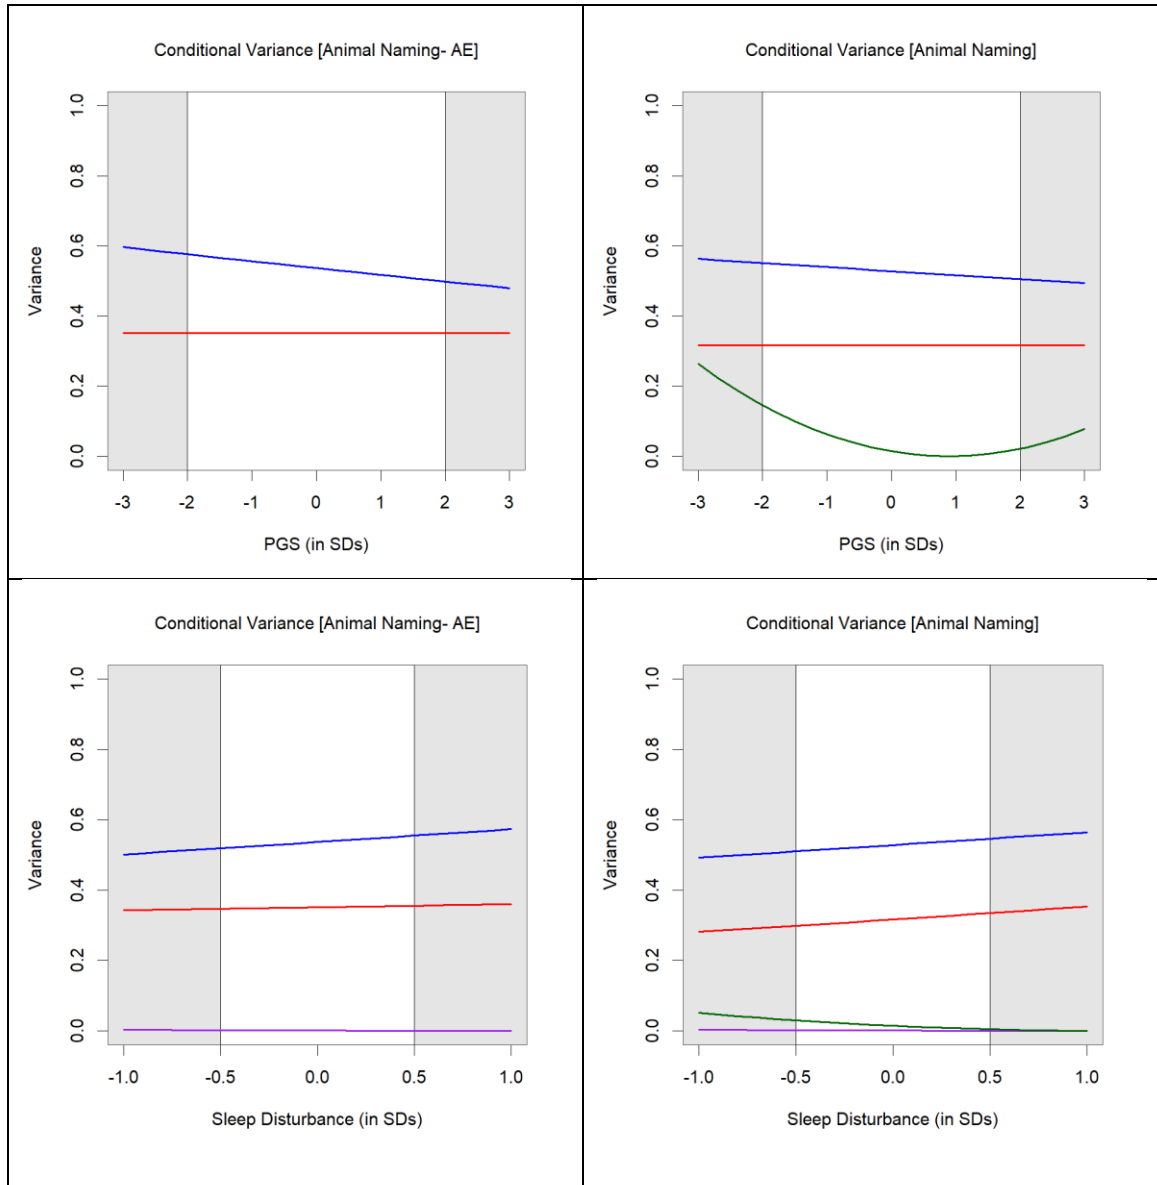 Conditional Variance [Animal Naming- AE]
Variance
1.0
0.8
0.6
0.4
0.2
0.0
-3 -2 -1 0 1 2 3
PGS (in SDs)
Conditional Variance [Animal Naming]
Variance
1.0
0.8
0.6
0.4
0.2
0.0
-3 -2 -1 0 1 2 3
PGS (in SDs)
Conditional Variance [Animal Naming- AE]
Variance
1.0
0.8
0.6
0.4
0.2
0.0
-1.0 -0.5 0.0 0.5 1.0
Sleep Disturbance (in SDs)
Conditional Variance [Animal Naming]
Variance
1.0
0.8
0.6
0.4
0.2
0.0
-1.0 -0.5 0.0 0.5 1.0
Sleep Disturbance (in SDs)